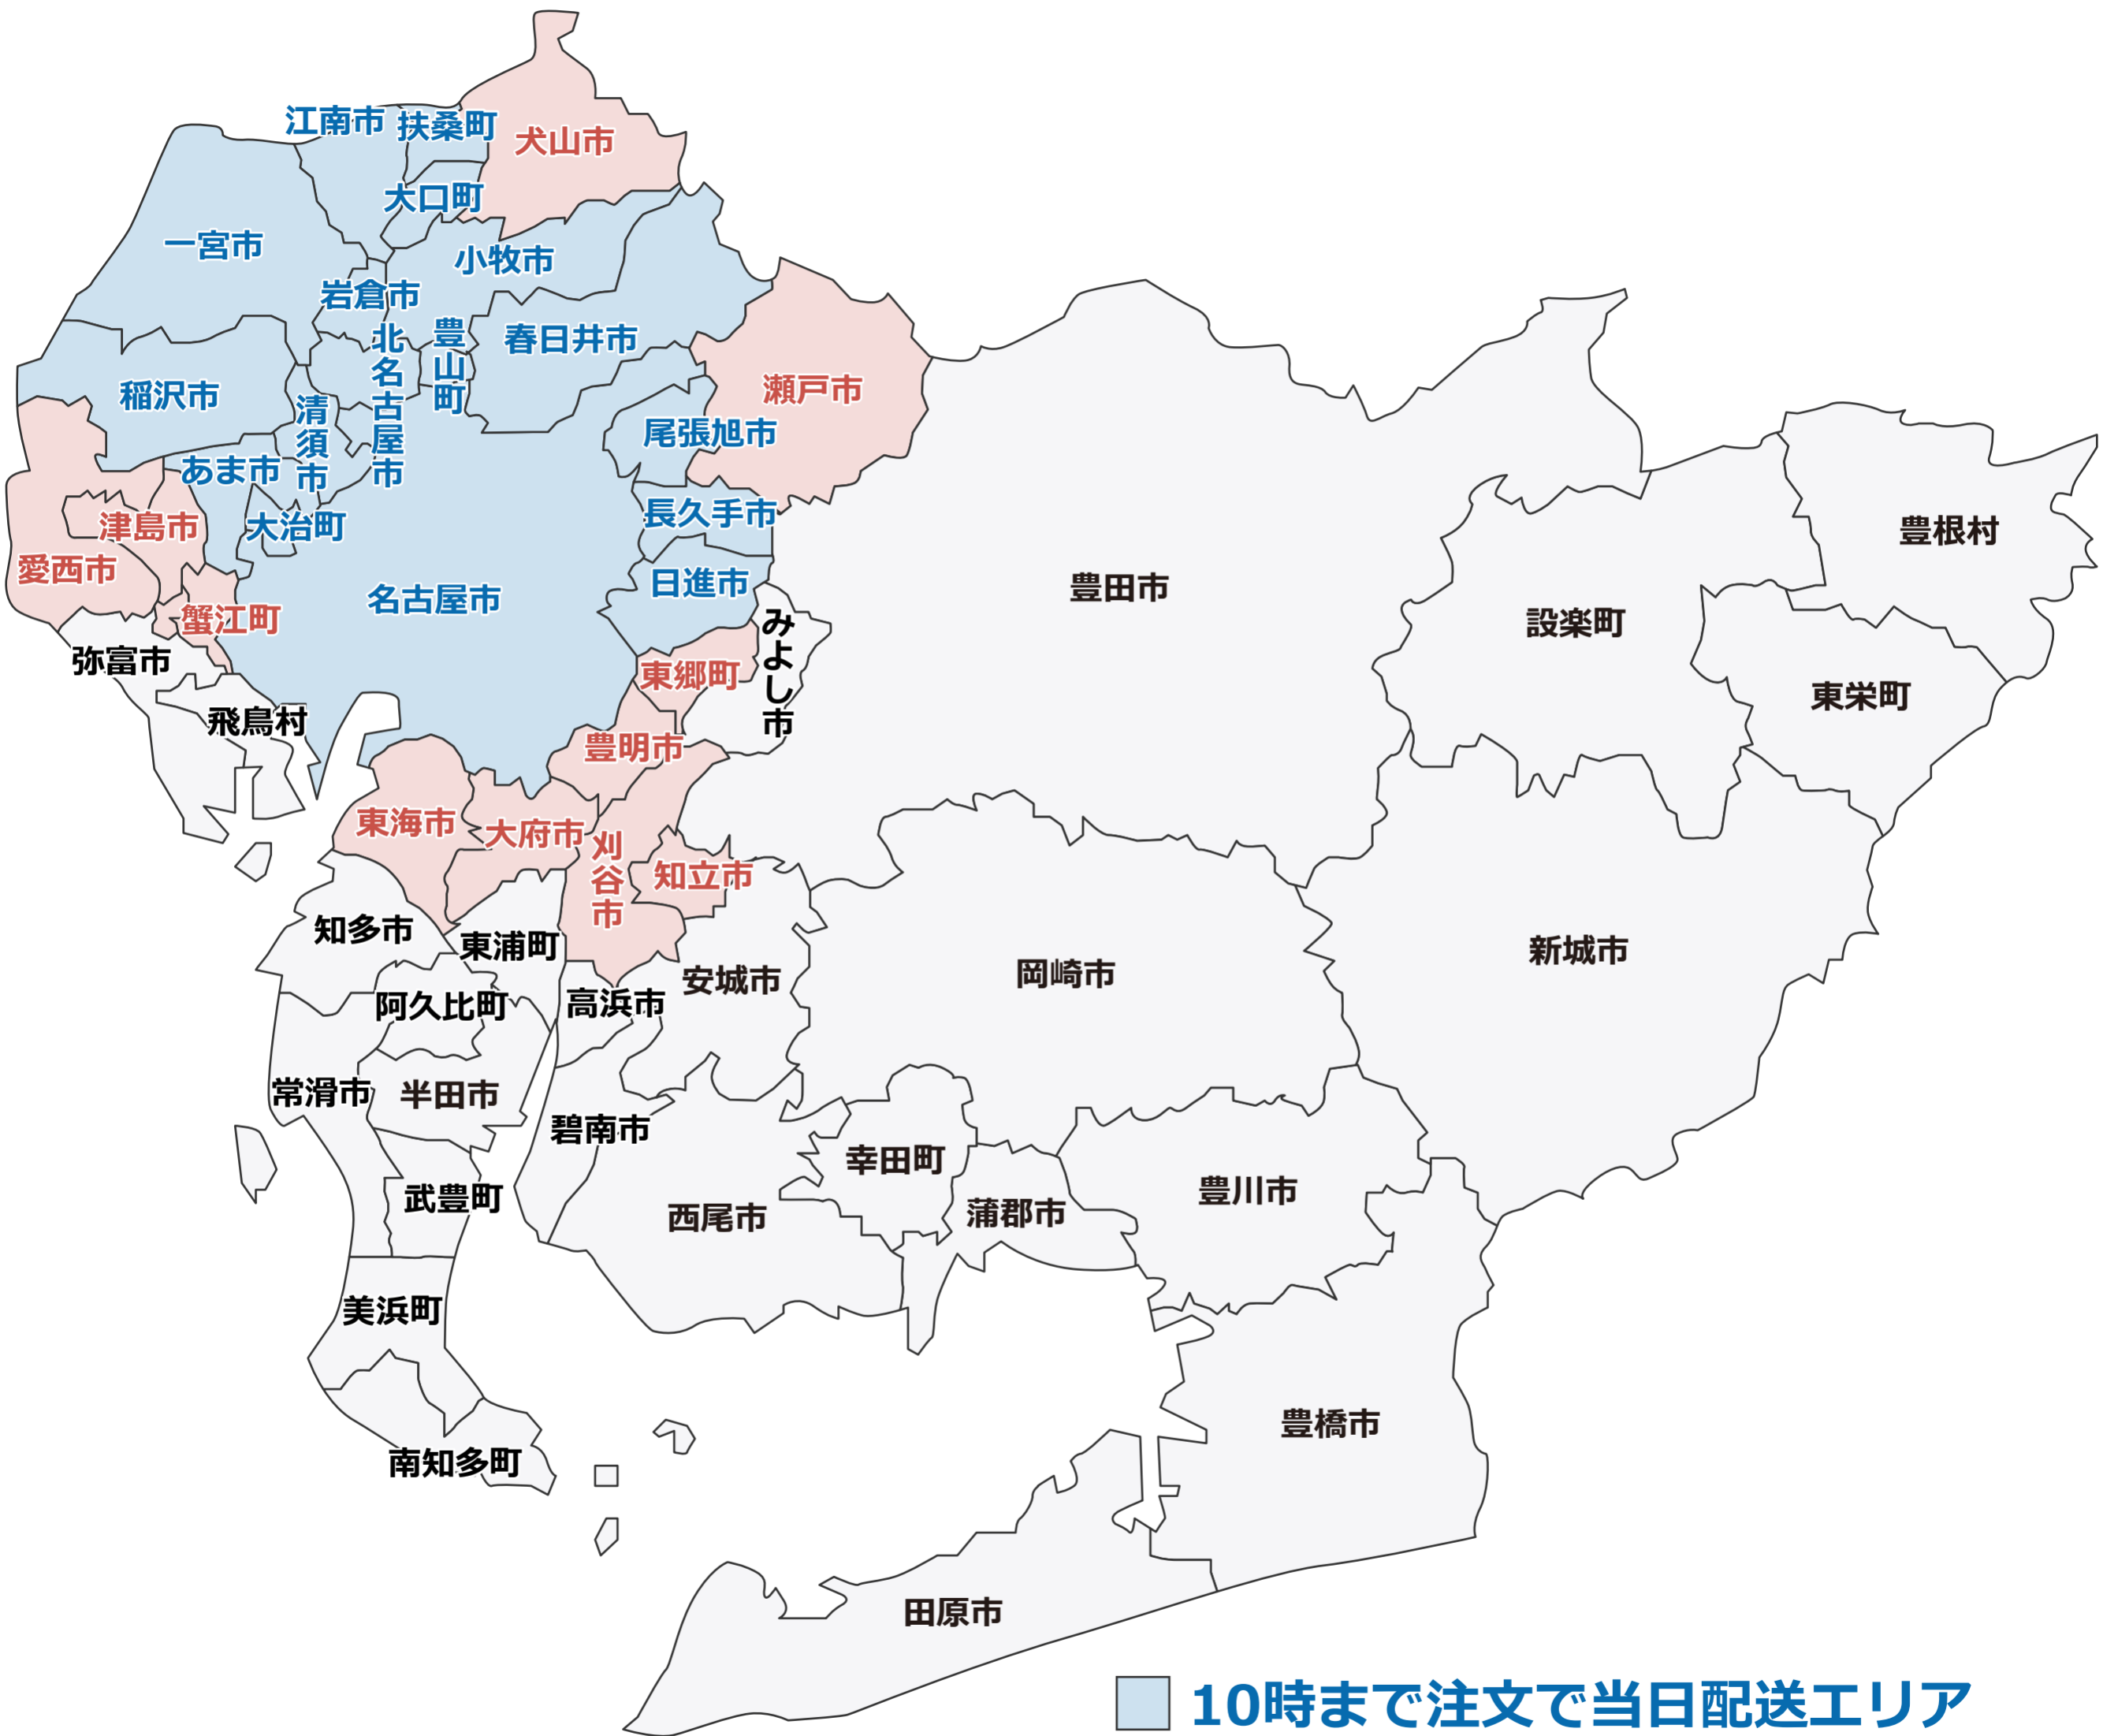 江南市
扶桑町
犬山市
大口町
一宮市
小牧市
岩倉市
北名古屋市
豊山町
春日井市
稲沢市
清須市
瀬戸市
尾張旭市
あま市
津島市
大治町
長久手市
愛西市
名古屋市
日進市
蟹江町
みよし市
弥富市
東郷町
飛島村
豊明市
豊田市
設楽町
豊根村
東栄町
東海市
大府市
刈谷市
知立市
知多市
東浦町
安城市
岡崎市
新城市
阿久比町
高浜市
常滑市
半田市
碧南市
幸田町
武豊町
西尾市
蒲郡市
豊川市
美浜町
豊橋市
南知多町
田原市
10時まで注文で当日配送エリア